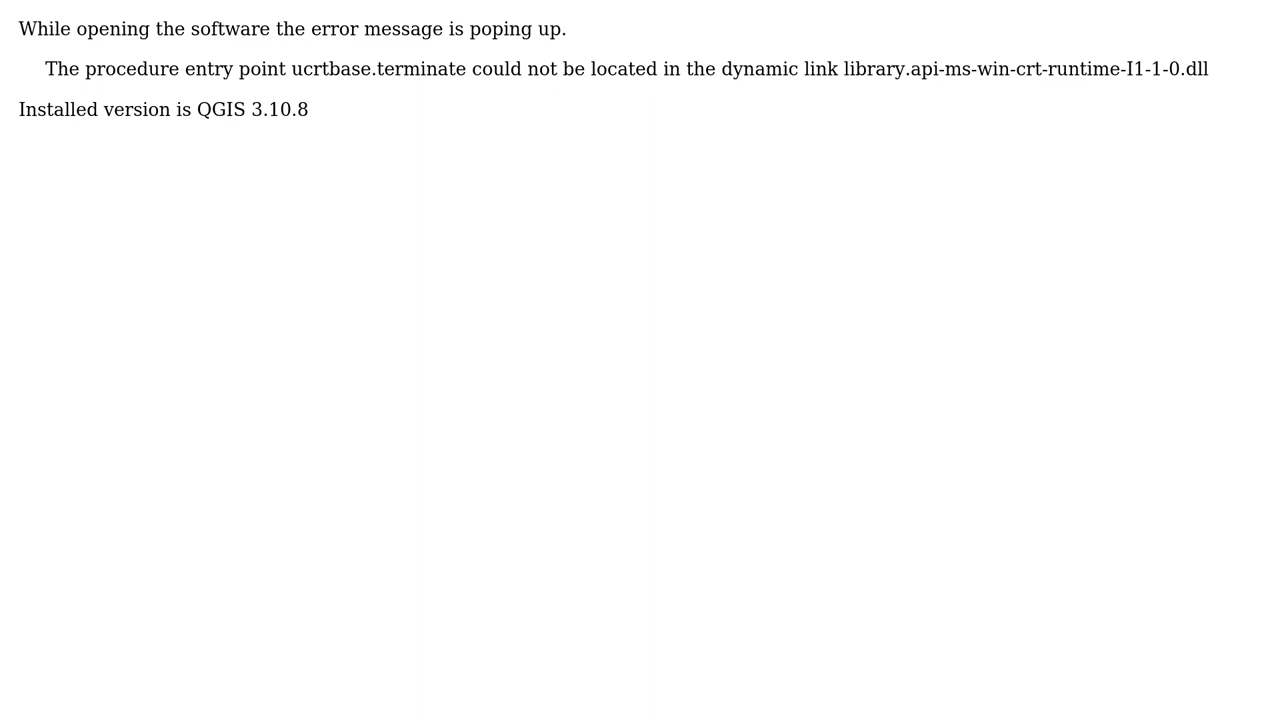 While opening the software the error message is poping up.
The procedure entry point ucrtbase.terminate could not be located in the dynamic link library.api-ms-win-crt-runtime-I1-1-0.dll
Installed version is QGIS 3.10.8